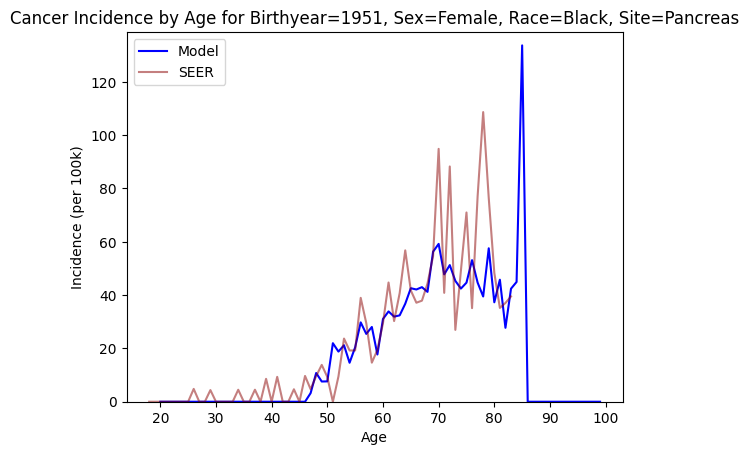 Cancer Incidence by Age for Birthyear=1951, Sex=Female, Race=Black, Site=Pancreas
Model
SEER
120
100
80
60
40
20
0
Incidence (per 100k)
20 30 40 50 60 70 80 90 100
Age